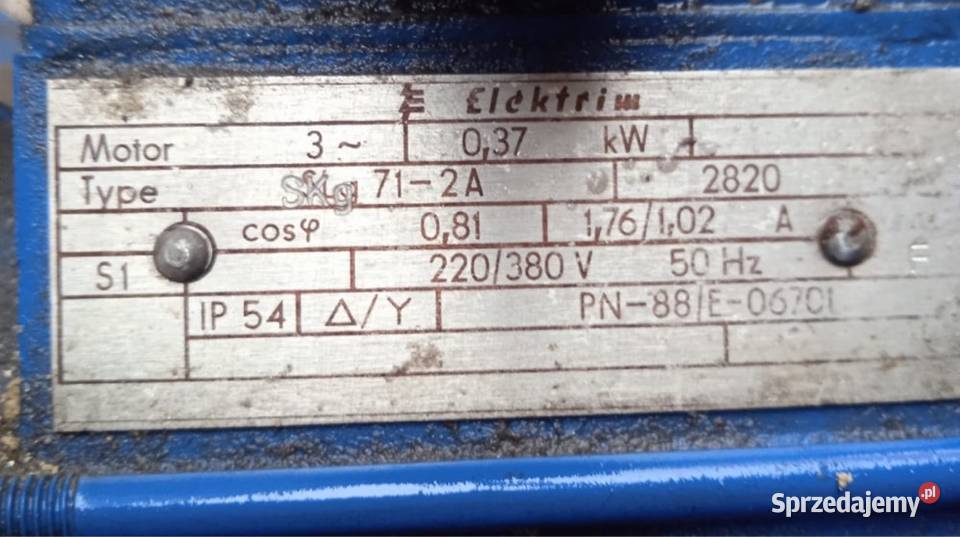 Elektrim
Motor 3~ 0,37 kW
Type SKg 71-2A 2820
cosφ 0,81 1,76/1,02 A
S1 220/380 V 50 Hz
IP 54 Δ/Y PN-88/E-06701
Sprzedajemy.pl